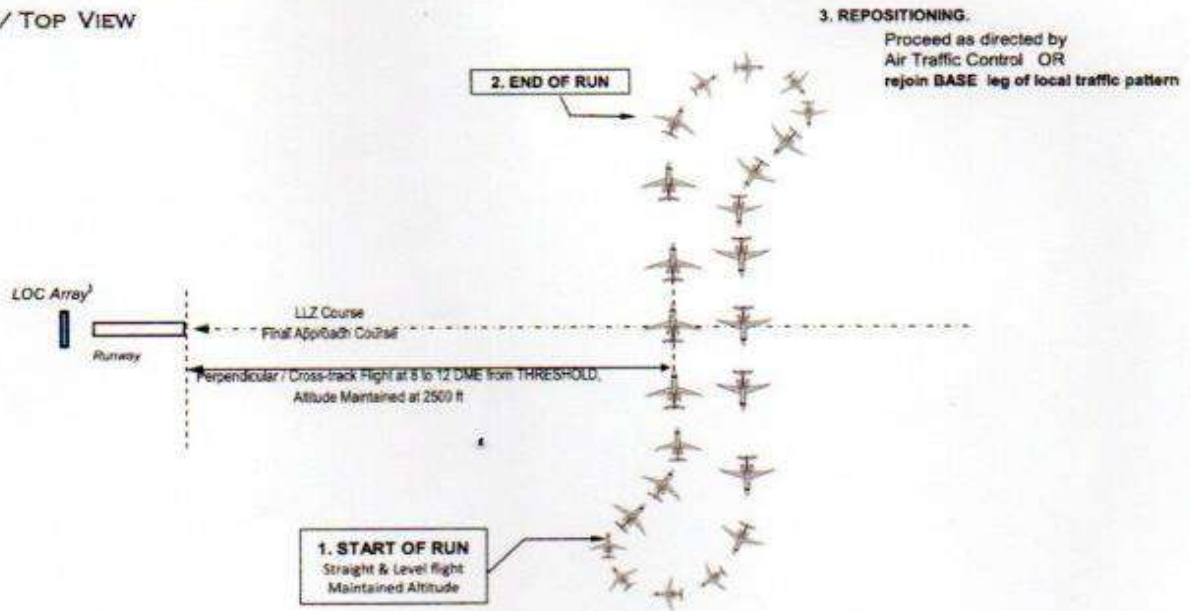 / TOP VIEW
3. REPOSITIONING.
Proceed as directed by
Air Traffic Control OR
rejoin BASE leg of local traffic pattern
2. END OF RUN
LOC Array
Runway
LLZ Course
Final Approach Course
Perpendicular / Cross-track Flight at 8 to 12 DME from THRESHOLD,
Altitude Maintained at 2500 ft
1. START OF RUN
Straight & Level flight
Maintained Altitude